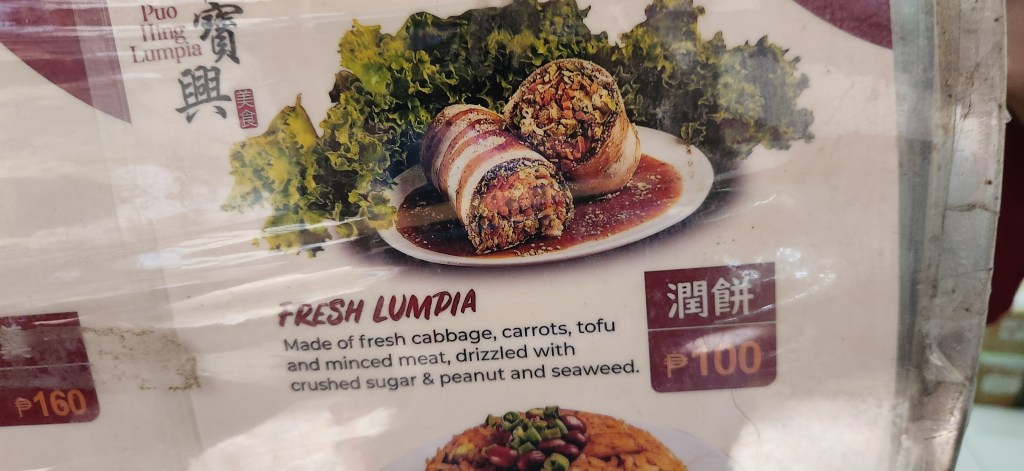 Puo
Hing
Lumpia
寶興
美食
FRESH LUMPIA
Made of fresh cabbage, carrots, tofu
and minced meat, drizzled with
crushed sugar & peanut and seaweed.
潤餅
₱100
₱160